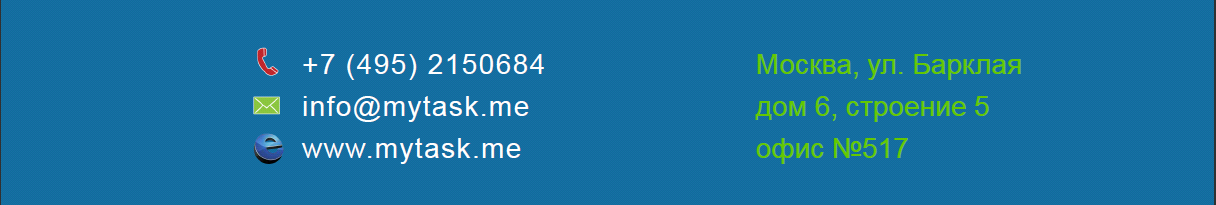 +7 (495) 2150684
info@mytask.me
www.mytask.me
Москва, ул. Барклая
дом 6, строение 5
офис №517